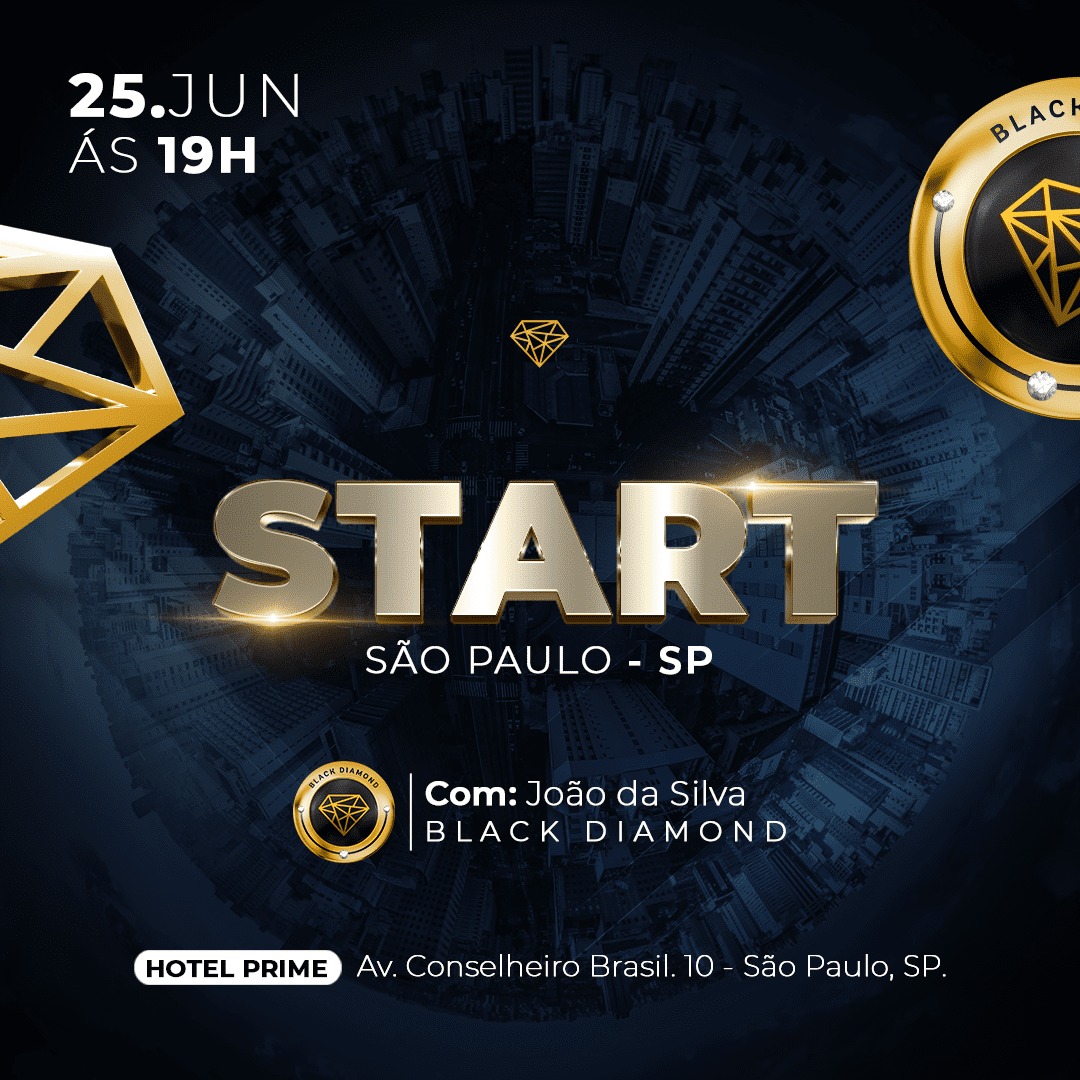 25.JUN
ÁS 19H
BLACK
START
SÃO PAULO - SP
BLACK DIAMOND
Com: João da Silva
BLACK DIAMOND
HOTEL PRIME Av. Conselheiro Brasil. 10 - São Paulo, SP.